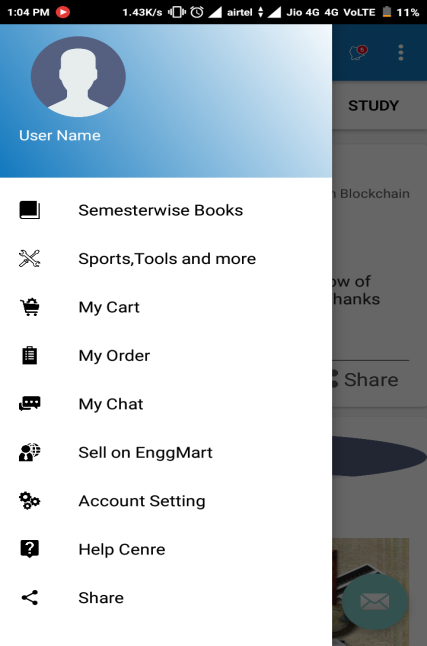 1:04 PM 1.43K/s airtel Jio 4G 4G VoLTE 11%
5
User Name
STUDY
Blockchain
Semesterwise Books
Sports,Tools and more
of
My Cart
hanks
My Order
Share
My Chat
Sell on EnggMart
Account Setting
Help Cenre
Share